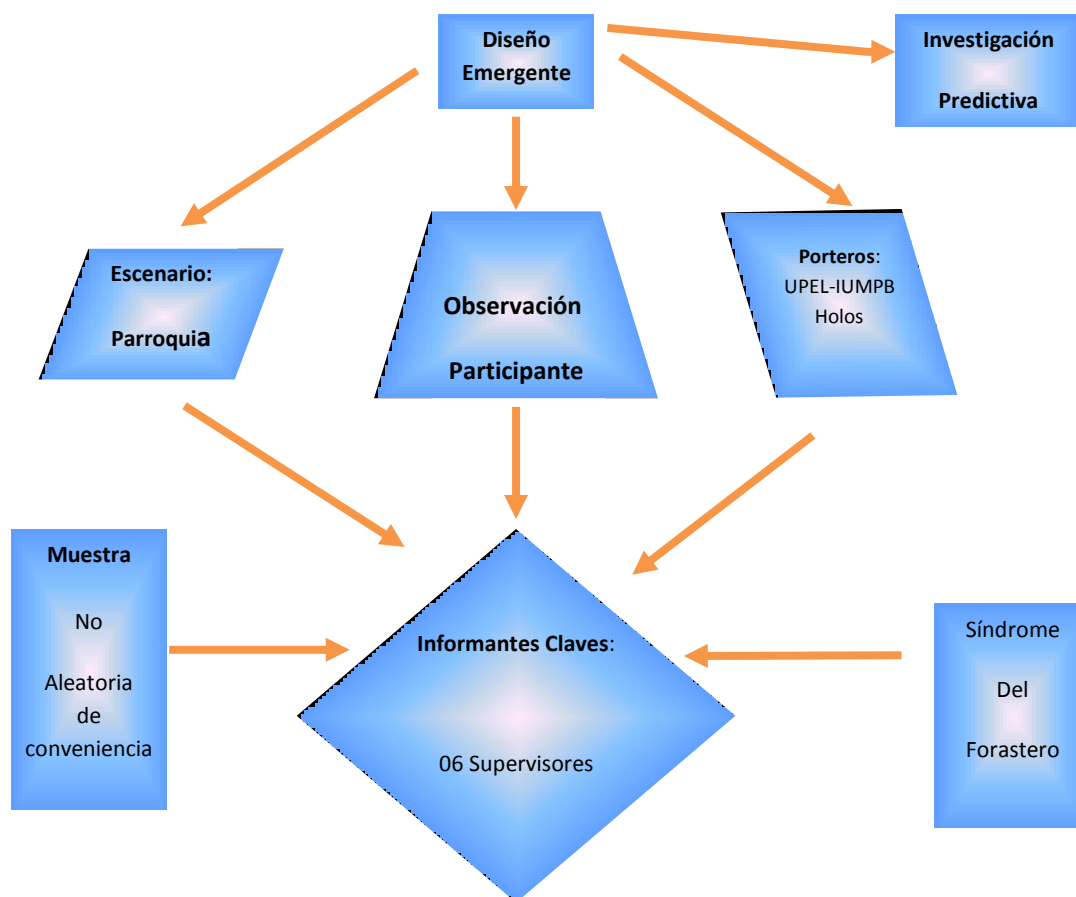 Diseño
Emergente
Investigación
Predictiva
Escenario:
Parroquia
Observación
Participante
Porteros:
UPEL-IUMPB
Holos
Muestra
No
Aleatoria
de
conveniencia
Informantes Claves:
06 Supervisores
Síndrome
Del
Forastero